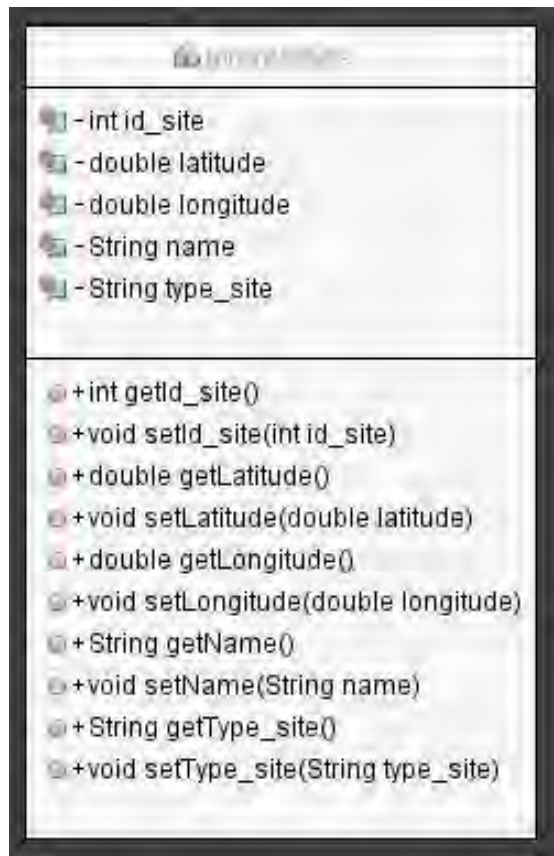 - int id_site
- double latitude
- double longitude
- String name
- String type_site
+int getId_site()
+void setId_site(int id_site)
+double getLatitude()
+void setLatitude(double latitude)
+double getLongitude()
+void setLongitude(double longitude)
+String getName()
+void setName(String name)
+String getType_site()
+void setType_site(String type_site)